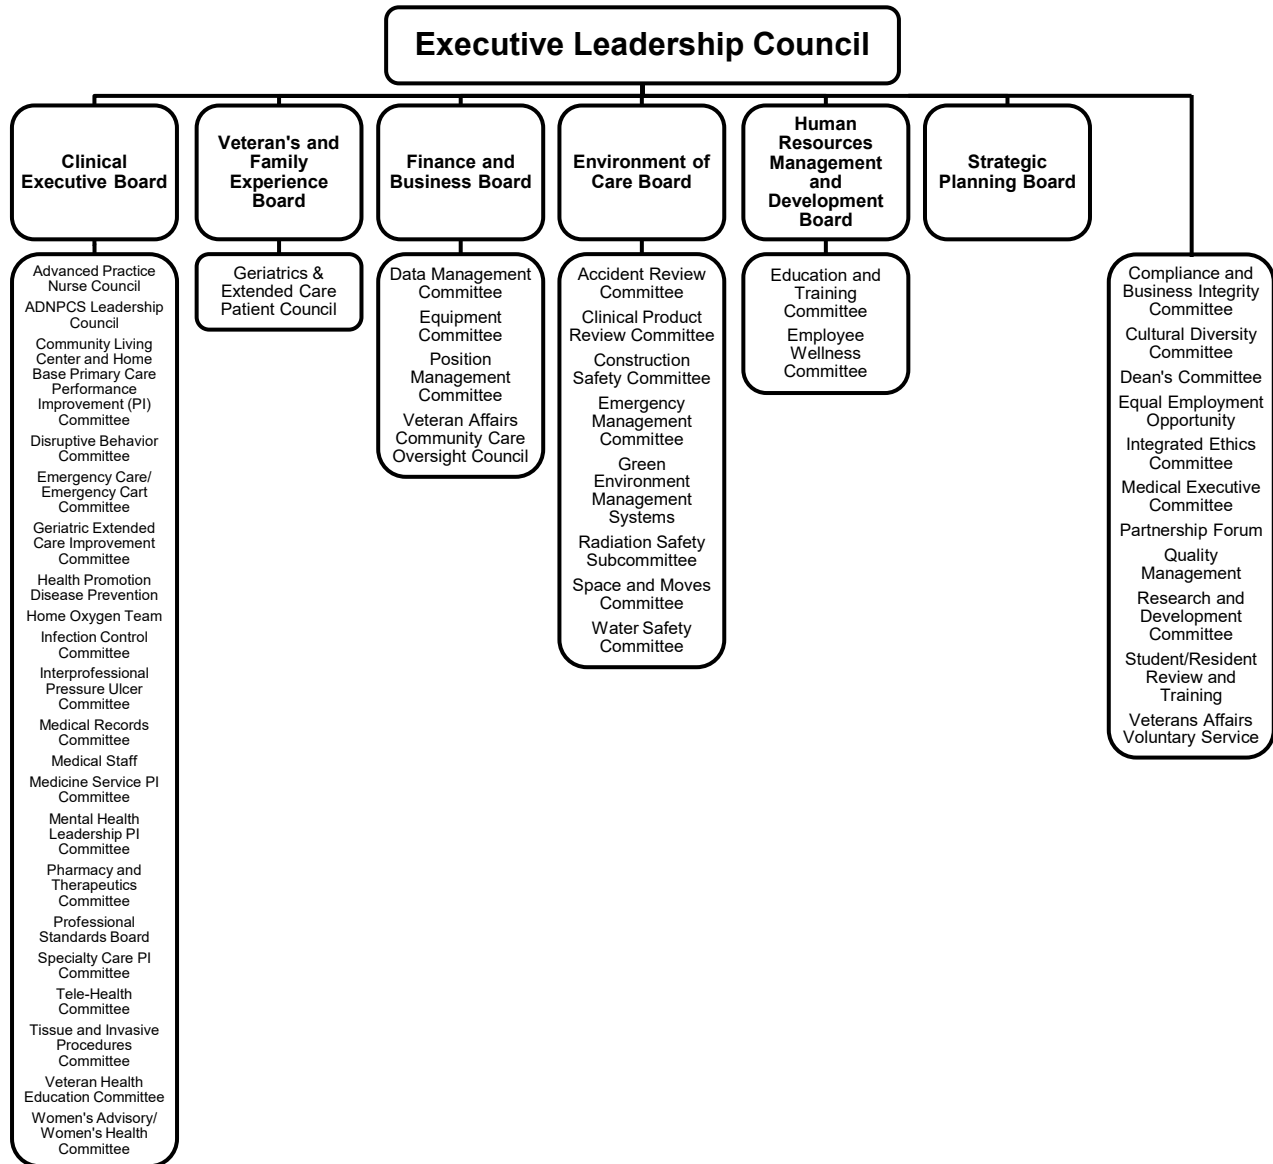 Executive Leadership Council
Clinical
Executive Board
Veteran's and
Family
Experience
Board
Finance and
Business Board
Environment of
Care Board
Human
Resources
Management
and
Development
Board
Strategic
Planning Board
Advanced Practice
Nurse Council
ADNPCS Leadership
Council
Community Living
Center and Home
Base Primary Care
Performance
Improvement (PI)
Committee
Disruptive Behavior
Committee
Emergency Care/
Emergency Cart
Committee
Geriatric Extended
Care Improvement
Committee
Health Promotion
Disease Prevention
Home Oxygen Team
Infection Control
Committee
Interprofessional
Pressure Ulcer
Committee
Medical Records
Committee
Medical Staff
Medicine Service PI
Committee
Mental Health
Leadership PI
Committee
Pharmacy and
Therapeutics
Committee
Professional
Standards Board
Specialty Care PI
Committee
Tele-Health
Committee
Tissue and Invasive
Procedures
Committee
Veteran Health
Education Committee
Women's Advisory/
Women's Health
Committee
Geriatrics &
Extended Care
Patient Council
Data Management
Committee
Equipment
Committee
Position
Management
Committee
Veteran Affairs
Community Care
Oversight Council
Accident Review
Committee
Clinical Product
Review Committee
Construction
Safety Committee
Emergency
Management
Committee
Green
Environment
Management
Systems
Radiation Safety
Subcommittee
Space and Moves
Committee
Water Safety
Committee
Education and
Training
Committee
Employee
Wellness
Committee
Compliance and
Business Integrity
Committee
Cultural Diversity
Committee
Dean's Committee
Equal Employment
Opportunity
Integrated Ethics
Committee
Medical Executive
Committee
Partnership Forum
Quality
Management
Research and
Development
Committee
Student/Resident
Review and
Training
Veterans Affairs
Voluntary Service